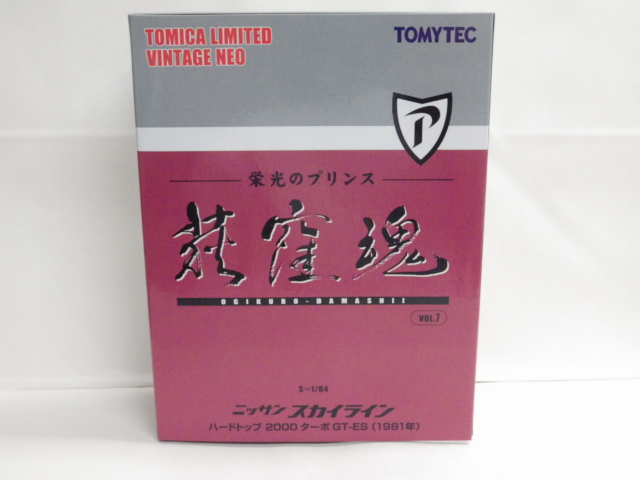 TOMICA LIMITED
VINTAGE NEO
TOMYTEC
P
栄光のプリンス
荻窪魂
OGIKUBO-DAMASHII
VOL.7
S=1/64
ニッサン スカイライン
ハードトップ 2000 ターボ GT-ES (1981年)